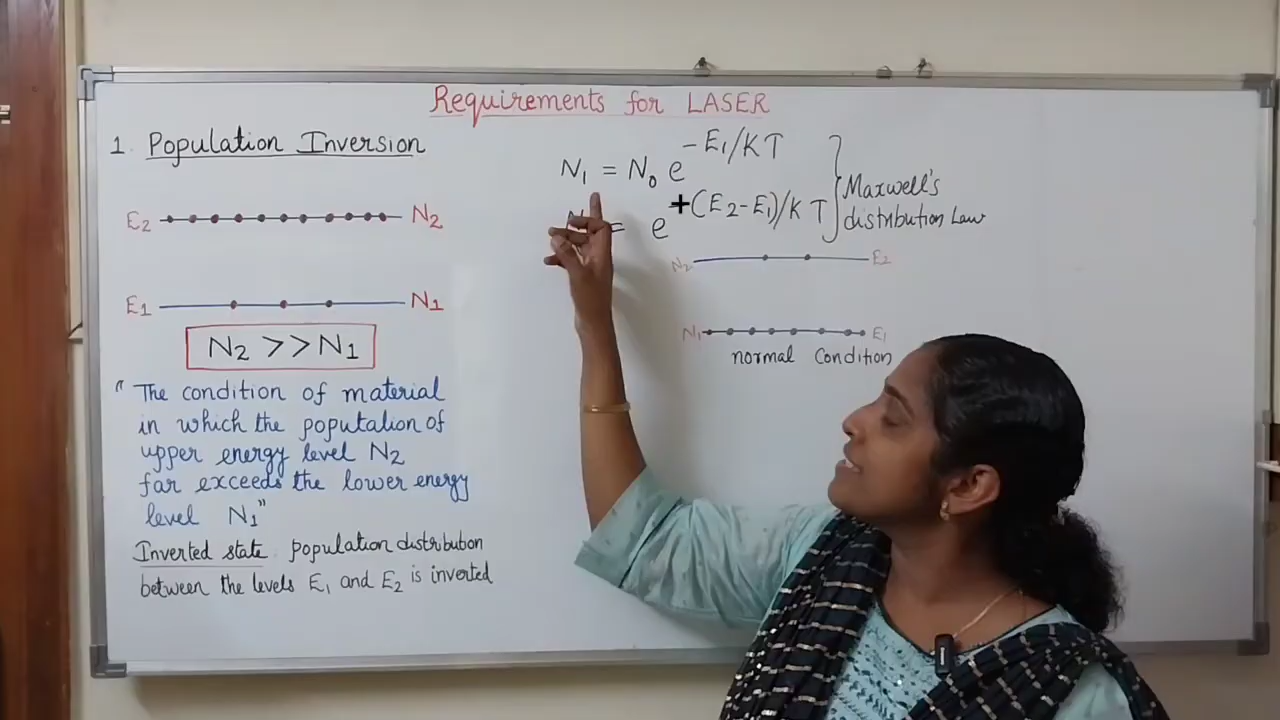 Requirements for LASER
1. Population Inversion
E2 N2
E1 N1
N2 >> N1
" The condition of material
in which the population of
upper energy level N2
far exceeds the lower energy
level N1"
Inverted state. population distribution
between the levels E1 and E2 is inverted
N1 = N0 e^-E1/KT
= e^+(E2-E1)/KT
Maxwell's
distribution Law
N2 E2
N1 E1
normal Condition